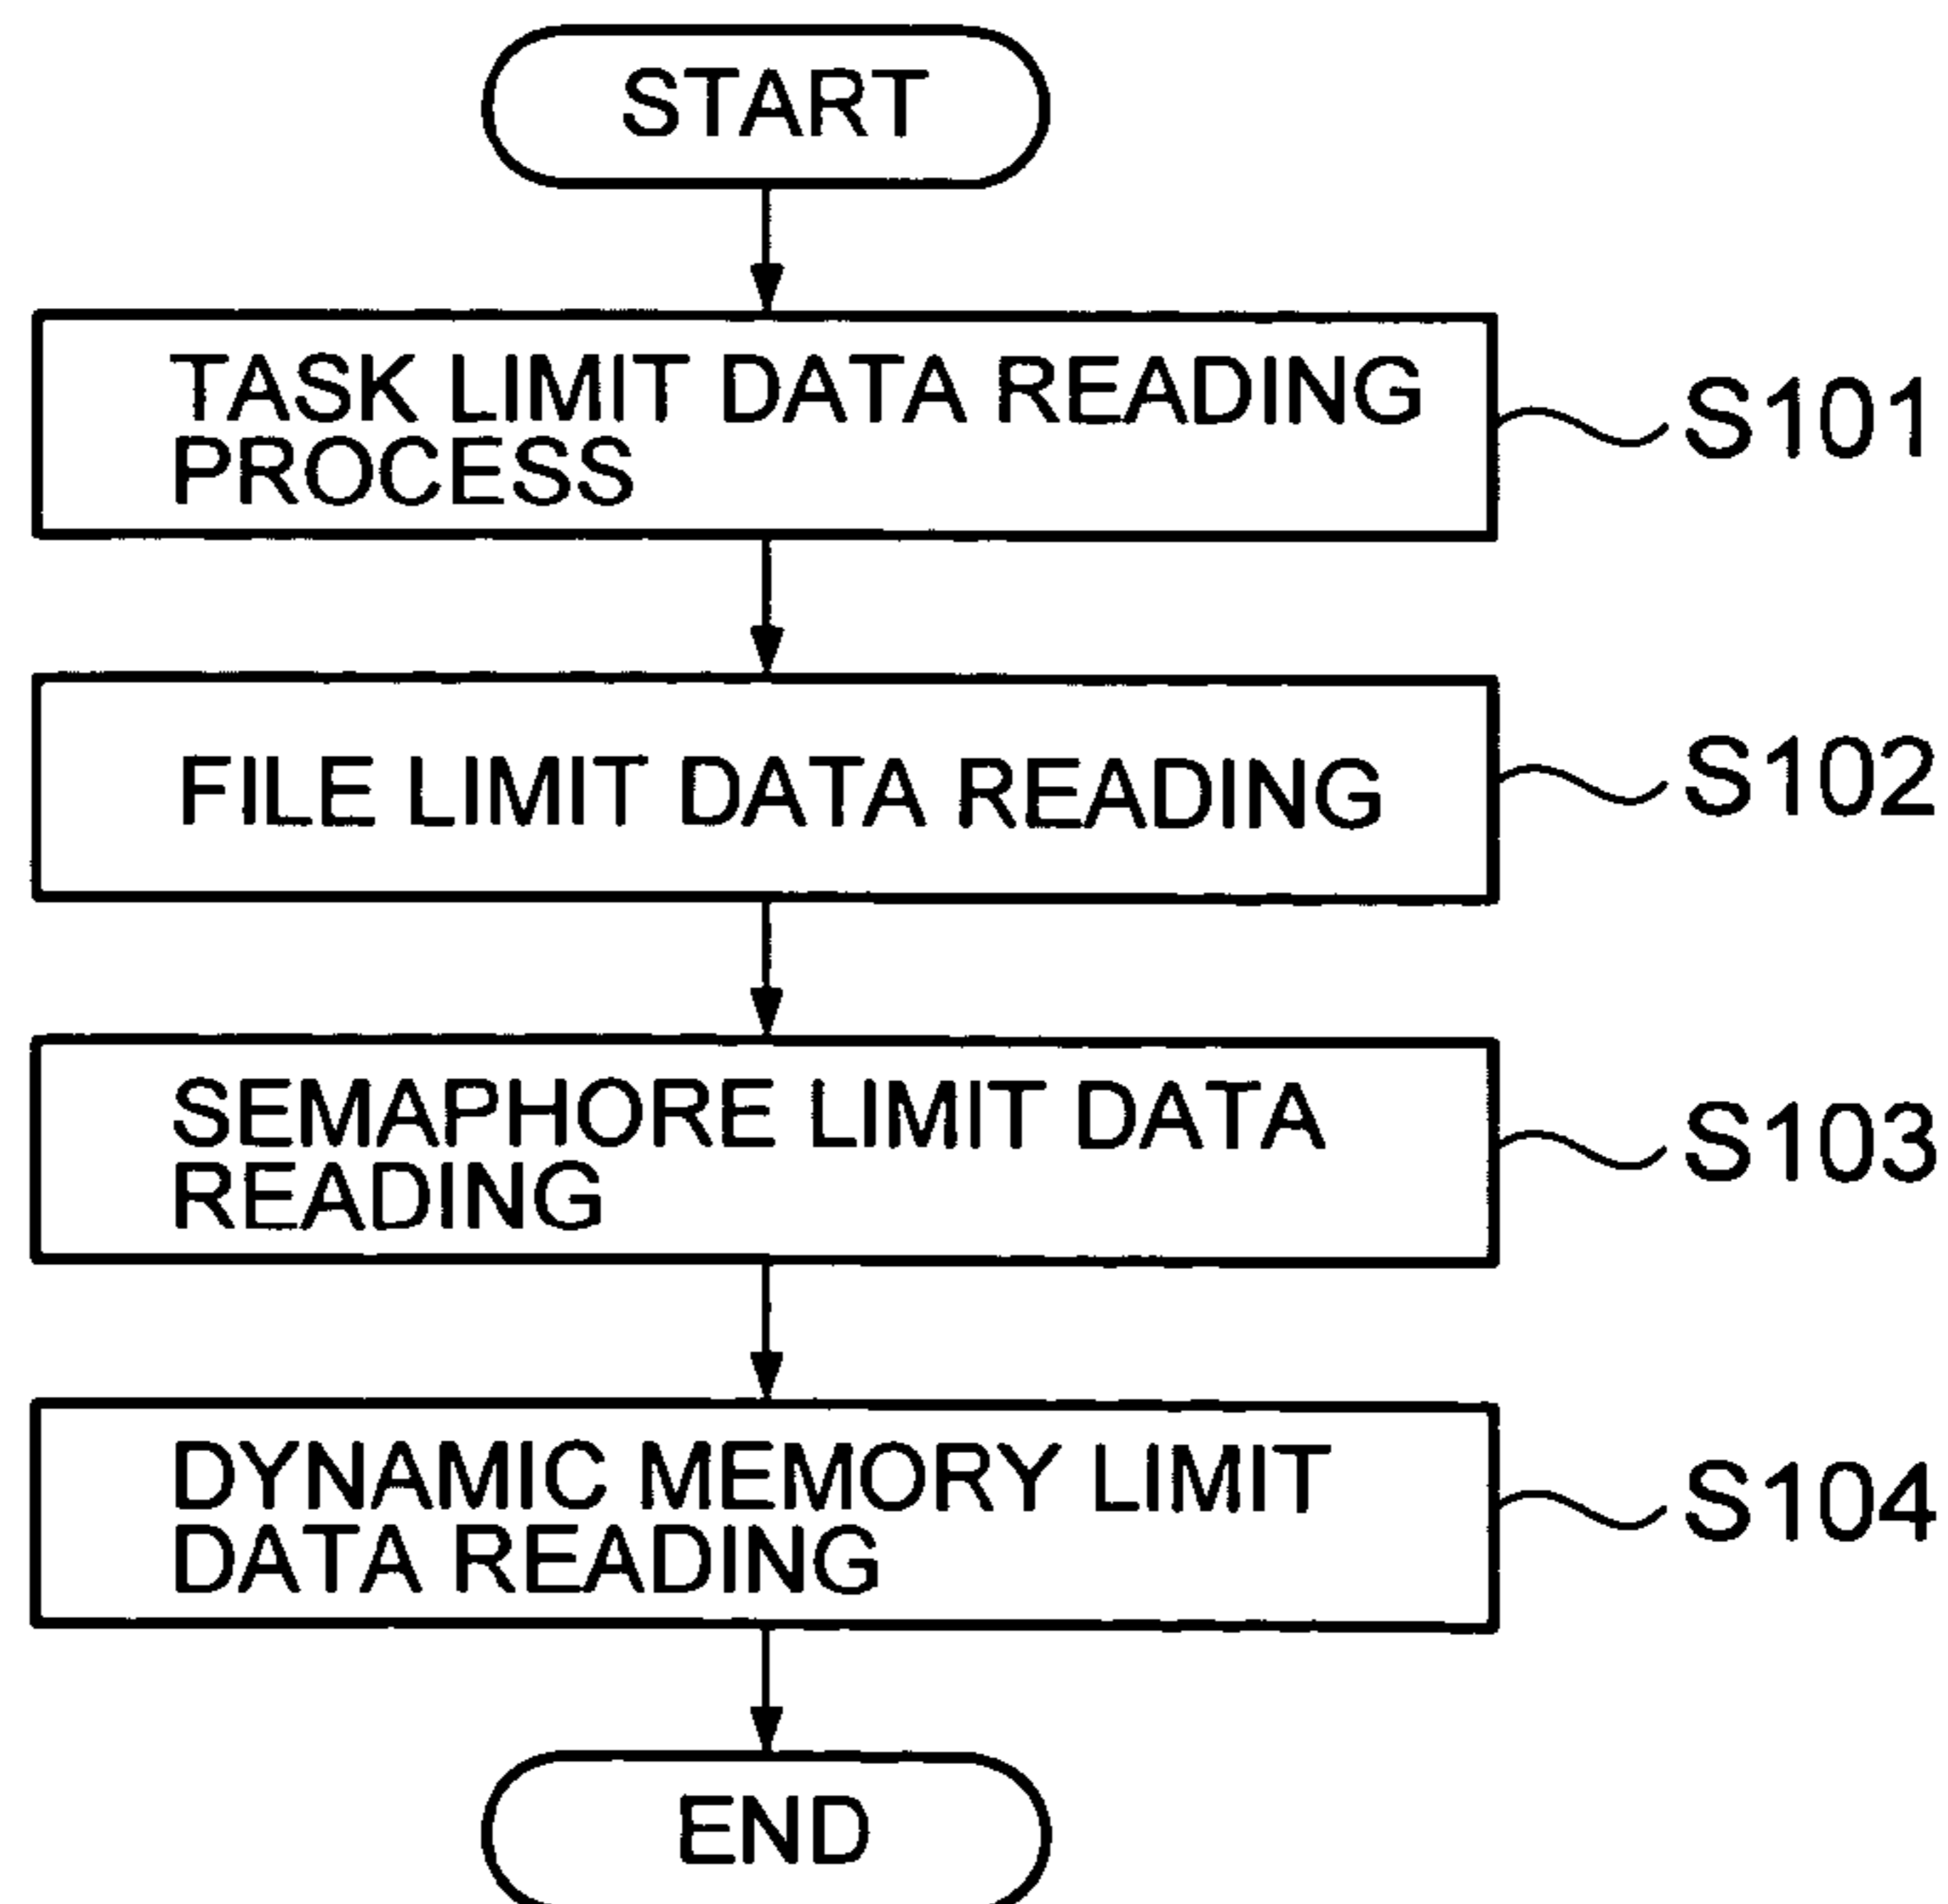 START
TASK LIMIT DATA READING
PROCESS
S101
FILE LIMIT DATA READING
S102
SEMAPHORE LIMIT DATA
READING
S103
DYNAMIC MEMORY LIMIT
DATA READING
S104
END